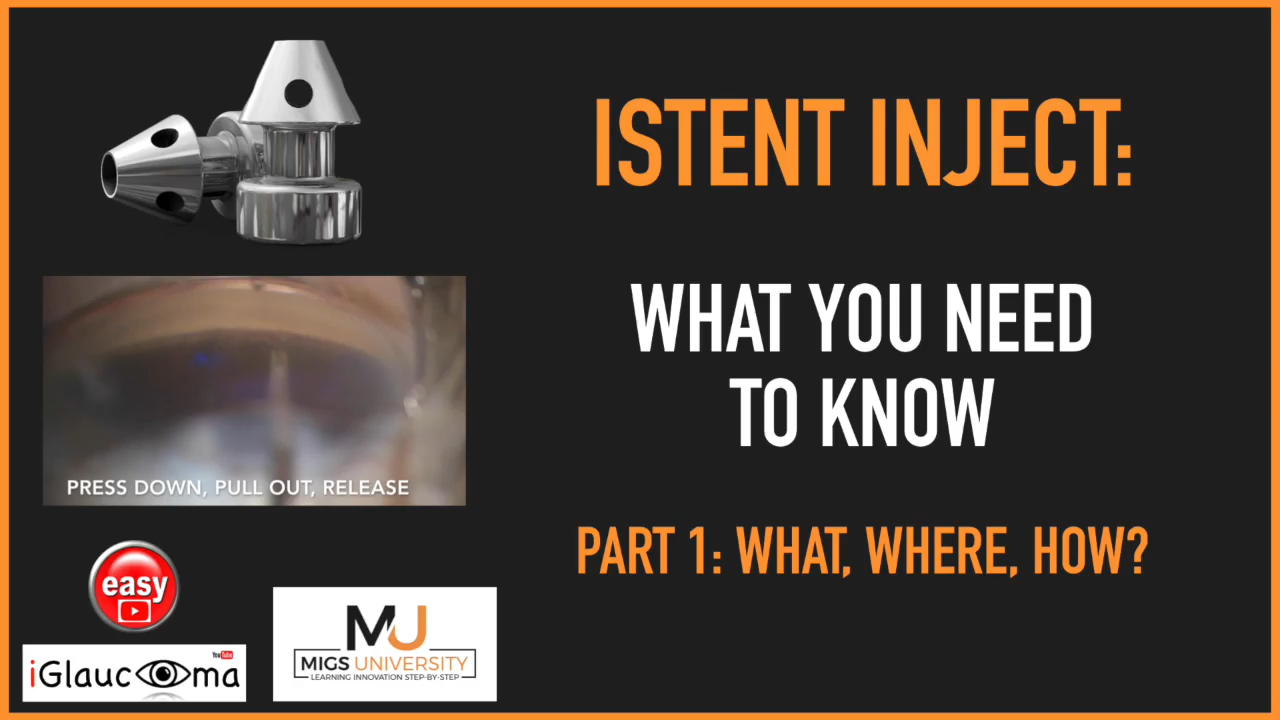 ISTENT INJECT:
WHAT YOU NEED
TO KNOW
PART 1: WHAT, WHERE, HOW?
PRESS DOWN, PULL OUT, RELEASE
easy
YouTube
iGlaucoma
MU
MIGS UNIVERSITY
LEARNING INNOVATION STEP-BY-STEP